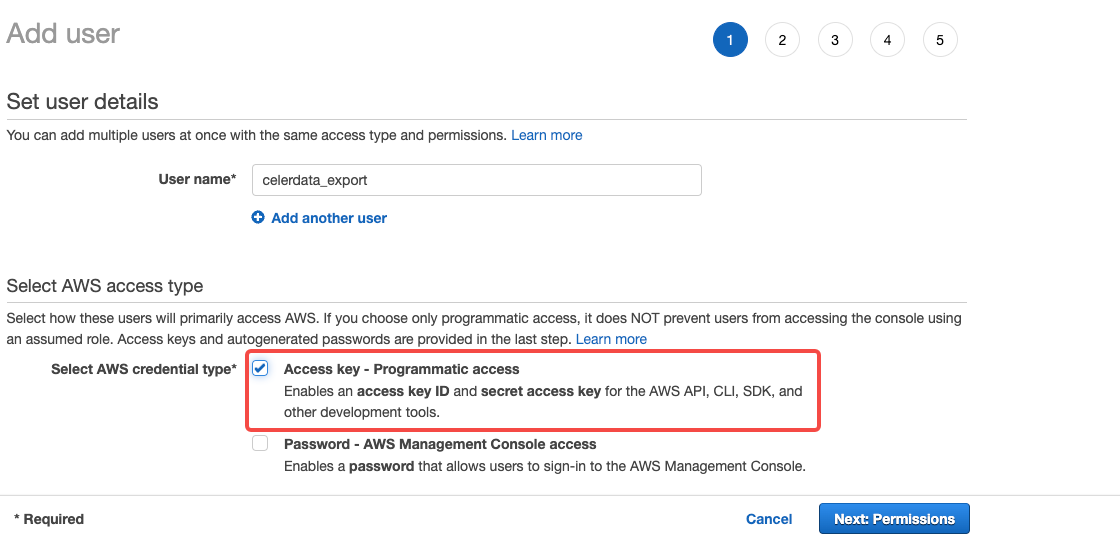 Add user
1 2 3 4 5
Set user details
You can add multiple users at once with the same access type and permissions. Learn more
User name* celerdata_export
Add another user
Select AWS access type
Select how these users will primarily access AWS. If you choose only programmatic access, it does NOT prevent users from accessing the console using
an assumed role. Access keys and autogenerated passwords are provided in the last step. Learn more
Select AWS credential type* Access key - Programmatic access
Enables an access key ID and secret access key for the AWS API, CLI, SDK, and
other development tools.
Password - AWS Management Console access
Enables a password that allows users to sign-in to the AWS Management Console.
* Required Cancel Next: Permissions